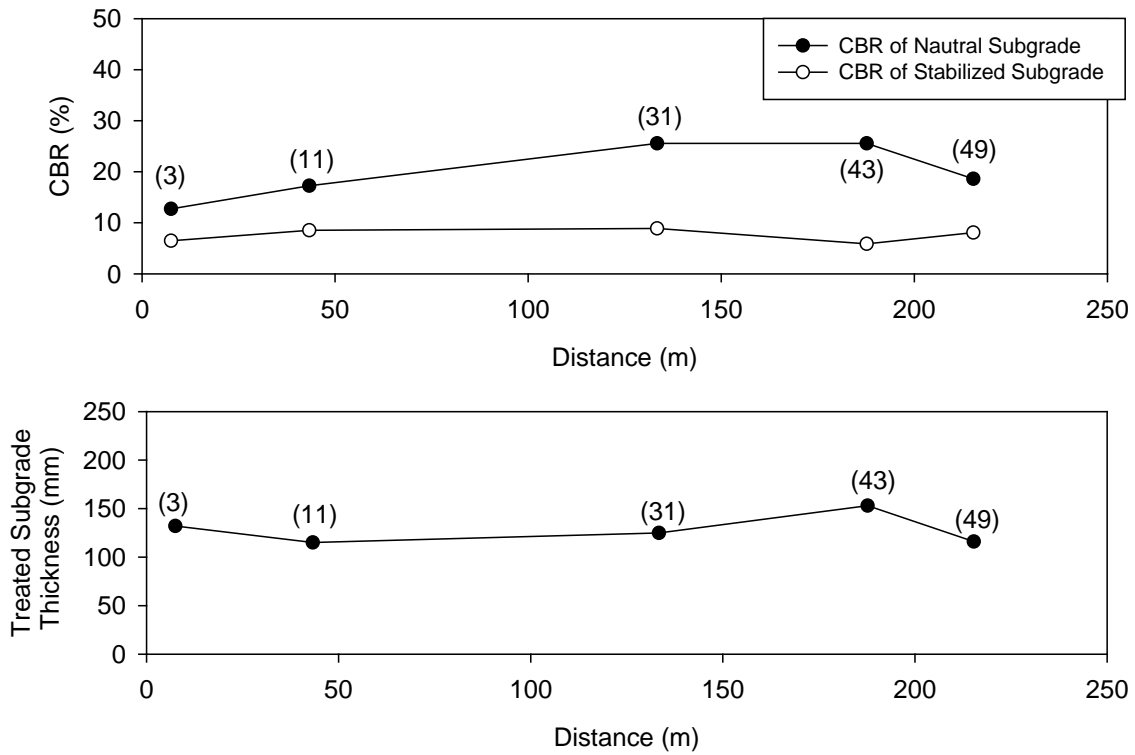 50
40
30
20
10
0
CBR (%)
CBR of Nautral Subgrade
CBR of Stabilized Subgrade
(3)
(11)
(31)
(43)
(49)
0 50 100 150 200 250
Distance (m)
250
200
150
100
50
0
Treated Subgrade
Thickness (mm)
(3)
(11)
(31)
(43)
(49)
0 50 100 150 200 250
Distance (m)